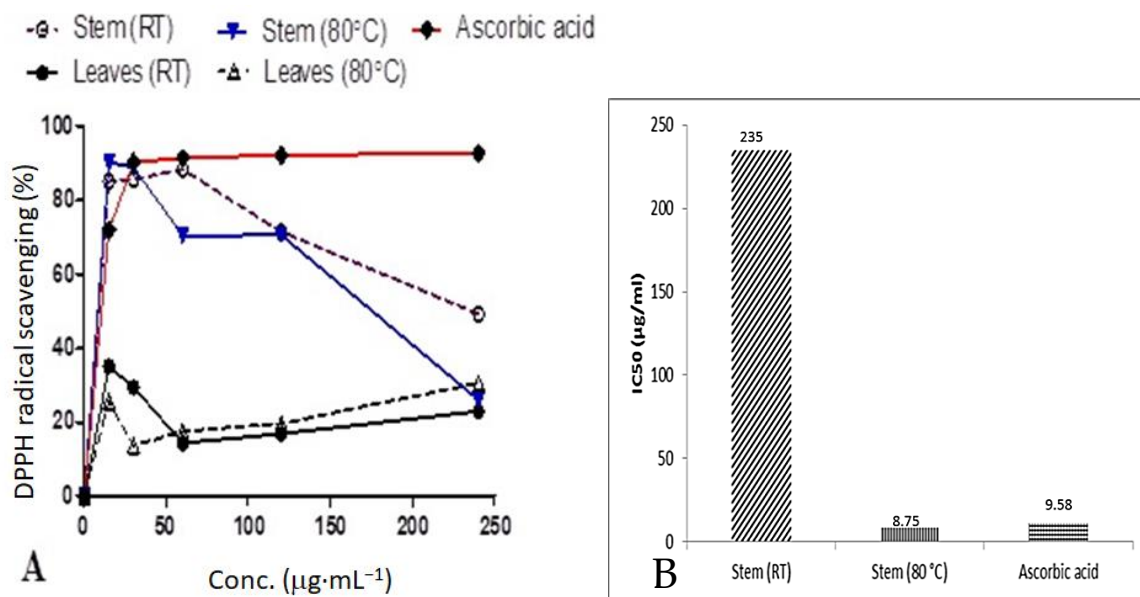 Stem (RT) Stem (80°C) Ascorbic acid
Leaves (RT) Leaves (80°C)
DPPH radical scavenging (%)
100
80
60
40
20
0
0 50 100 150 200 250
Conc. (µg·mL⁻¹)
A
IC50 (µg/ml)
250
200
150
100
50
0
235
8.75
9.58
Stem (RT) Stem (80 °C) Ascorbic acid
B